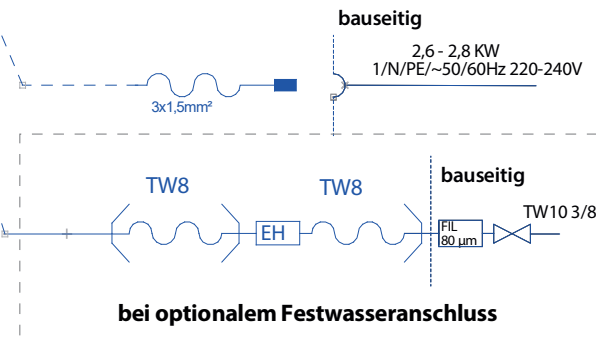 bauseitig
2,6 - 2,8 KW
1/N/PE/~50/60Hz 220-240V
3x1,5mm²
TW8
TW8
bauseitig
TW10 3/8
EH
FIL
80 µm
bei optionalem Festwasseranschluss